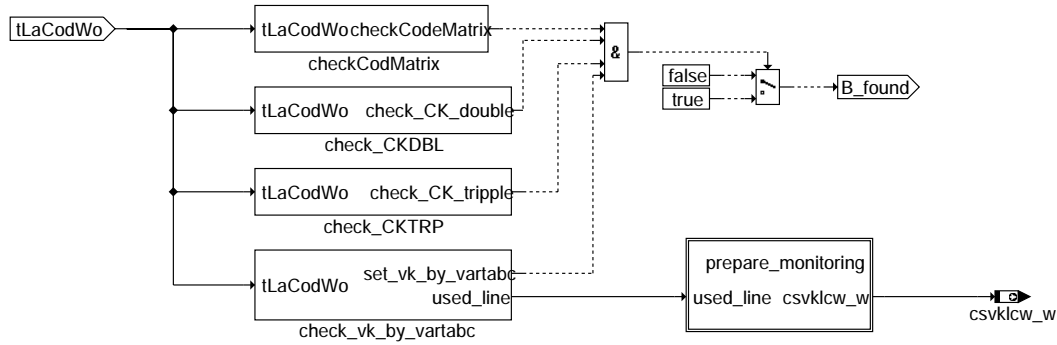 tLaCodWo
tLaCodWo checkCodeMatrix
checkCodMatrix
&
false
true
B_found
tLaCodWo check_CK_double
check_CKDBL
tLaCodWo check_CK_tripple
check_CKTRP
tLaCodWo
set_vk_by_vartabc
used_line
check_vk_by_vartabc
prepare_monitoring
used_line csvklcw_w
csvklcw_w